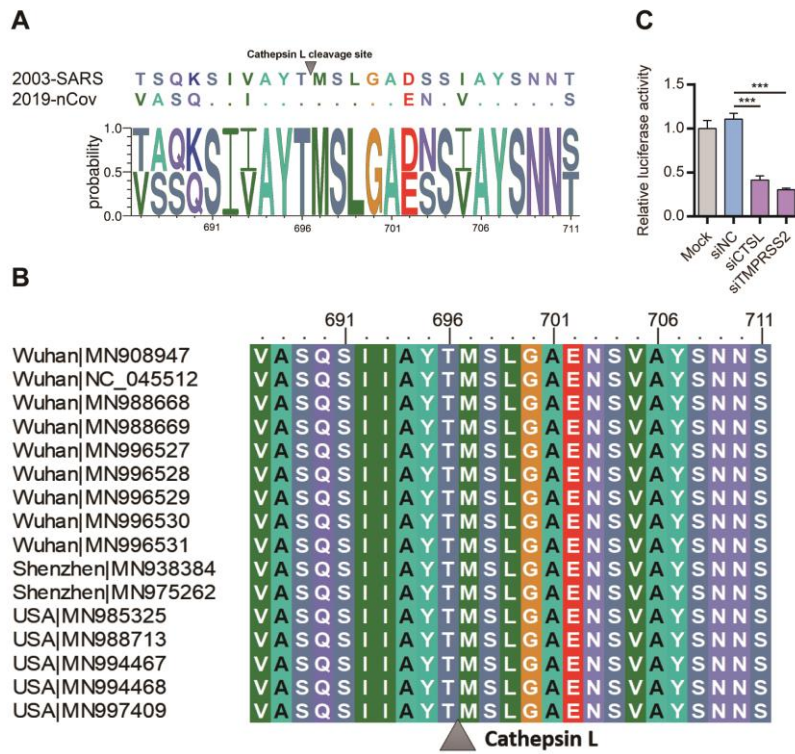 A
Cathepsin L cleavage site
2003-SARS T S Q K S I V A Y T M S L G A D S S I A Y S N N T
2019-nCov V A S Q . . I . . . . . . . . E N . V . . . . . S
probability
1.0
0.5
0.0
TAQKSIIAYTMSLGADNSIAYSNNS
VSSQSIVAYTMSLGAESSVAYSNNT
691 696 701 706 711
C
Relative luciferase activity
1.5
1.0
0.5
0.0
***
***
Mock siNC siCTSL siTMPRSS2
B
691 696 701 706 711
Wuhan|MN908947 V A S Q S I I A Y T M S L G A E N S V A Y S N N S
Wuhan|NC_045512 V A S Q S I I A Y T M S L G A E N S V A Y S N N S
Wuhan|MN988668 V A S Q S I I A Y T M S L G A E N S V A Y S N N S
Wuhan|MN988669 V A S Q S I I A Y T M S L G A E N S V A Y S N N S
Wuhan|MN996527 V A S Q S I I A Y T M S L G A E N S V A Y S N N S
Wuhan|MN996528 V A S Q S I I A Y T M S L G A E N S V A Y S N N S
Wuhan|MN996529 V A S Q S I I A Y T M S L G A E N S V A Y S N N S
Wuhan|MN996530 V A S Q S I I A Y T M S L G A E N S V A Y S N N S
Wuhan|MN996531 V A S Q S I I A Y T M S L G A E N S V A Y S N N S
Shenzhen|MN938384 V A S Q S I I A Y T M S L G A E N S V A Y S N N S
Shenzhen|MN975262 V A S Q S I I A Y T M S L G A E N S V A Y S N N S
USA|MN985325 V A S Q S I I A Y T M S L G A E N S V A Y S N N S
USA|MN988713 V A S Q S I I A Y T M S L G A E N S V A Y S N N S
USA|MN994467 V A S Q S I I A Y T M S L G A E N S V A Y S N N S
USA|MN994468 V A S Q S I I A Y T M S L G A E N S V A Y S N N S
USA|MN997409 V A S Q S I I A Y T M S L G A E N S V A Y S N N S
Cathepsin L